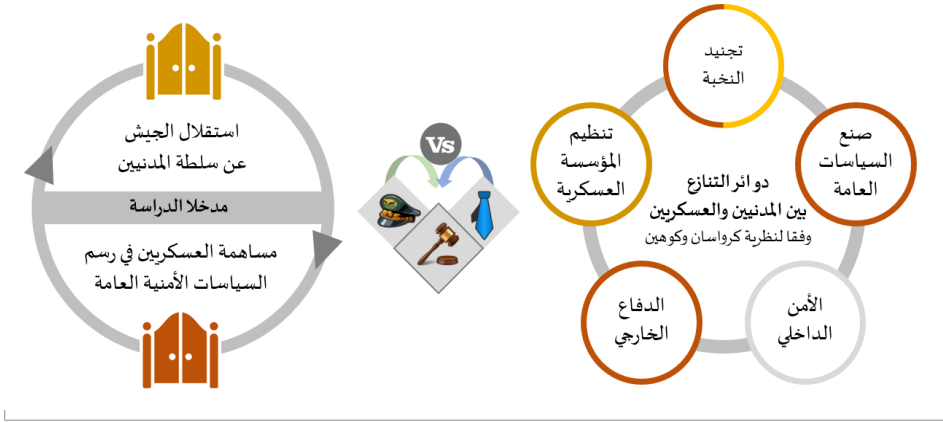 تجنيد
النخبة
صنع
السياسات
العامة
تنظيم
المؤسسة
العسكرية
دوائر التنازع
بين المدنيين والعسكريين
وفقا لنظرية كرواسان وكوهين
الأمن
الداخلي
الدفاع
الخارجي
Vs
استقلال الجيش
عن سلطة المدنيين
مدخلا الدراسة
مساهمة العسكريين في رسم
السياسات الأمنية العامة